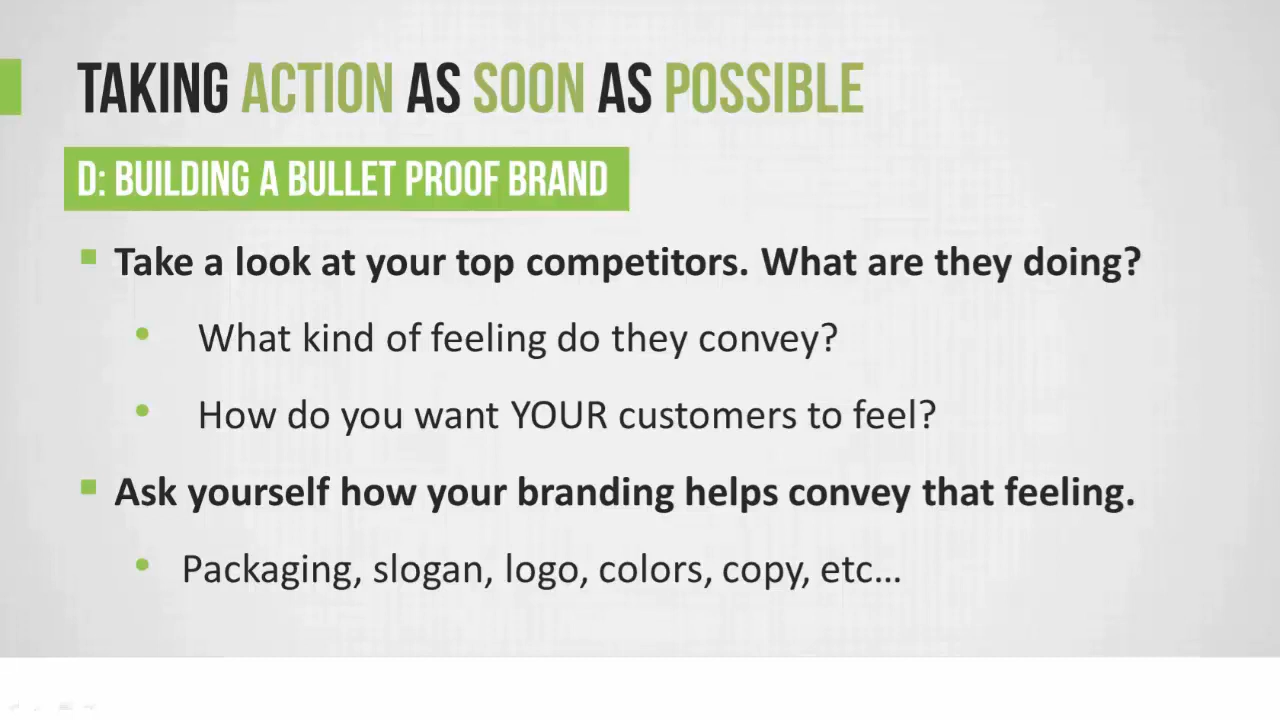 TAKING ACTION AS SOON AS POSSIBLE
D: BUILDING A BULLET PROOF BRAND
Take a look at your top competitors. What are they doing?
What kind of feeling do they convey?
How do you want YOUR customers to feel?
Ask yourself how your branding helps convey that feeling.
Packaging, slogan, logo, colors, copy, etc…